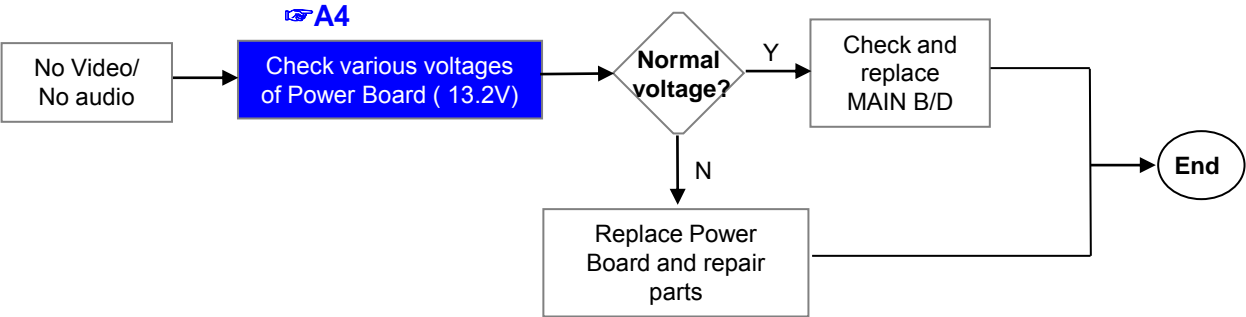 ☞A4
No Video/
No audio
Check various voltages
of Power Board ( 13.2V)
Normal
voltage?
Y
Check and
replace
MAIN B/D
N
Replace Power
Board and repair
parts
End